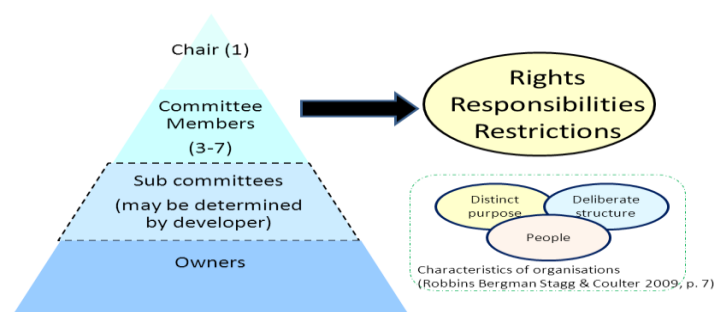 Chair (1)
Committee
Members
(3-7)
Sub committees
(may be determined
by developer)
Owners
Rights
Responsibilities
Restrictions
Distinct
purpose
Deliberate
structure
People
Characteristics of organisations
(Robbins Bergman Stagg & Coulter 2009, p. 7)